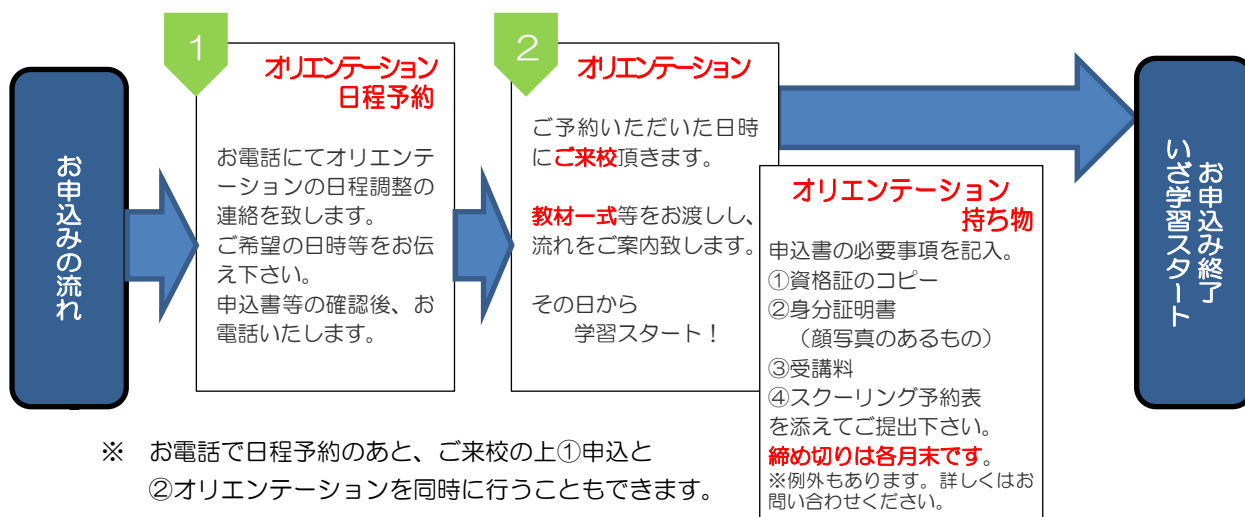 お申込みの流れ
1
オリエンテーション
日程予約
お電話にてオリエンテ
ーションの日程調整の
連絡を致します。
ご希望の日時等をお伝
え下さい。
申込書等の確認後、お
電話いたします。
2
オリエンテーション
ご予約いただいた日時
にご来校頂きます。
教材一式等をお渡しし、
流れをご案内致します。
その日から
学習スタート！
オリエンテーション
持ち物
申込書の必要事項を記入。
①資格証のコピー
②身分証明書
（顔写真のあるもの）
③受講料
④スクーリング予約表
を添えてご提出下さい。
締め切りは各月末です。
※例外もあります。詳しくはお
問い合わせください。
お申込み終了
いざ学習スタート
※　お電話で日程予約のあと、ご来校の上①申込と
②オリエンテーションを同時に行うこともできます。